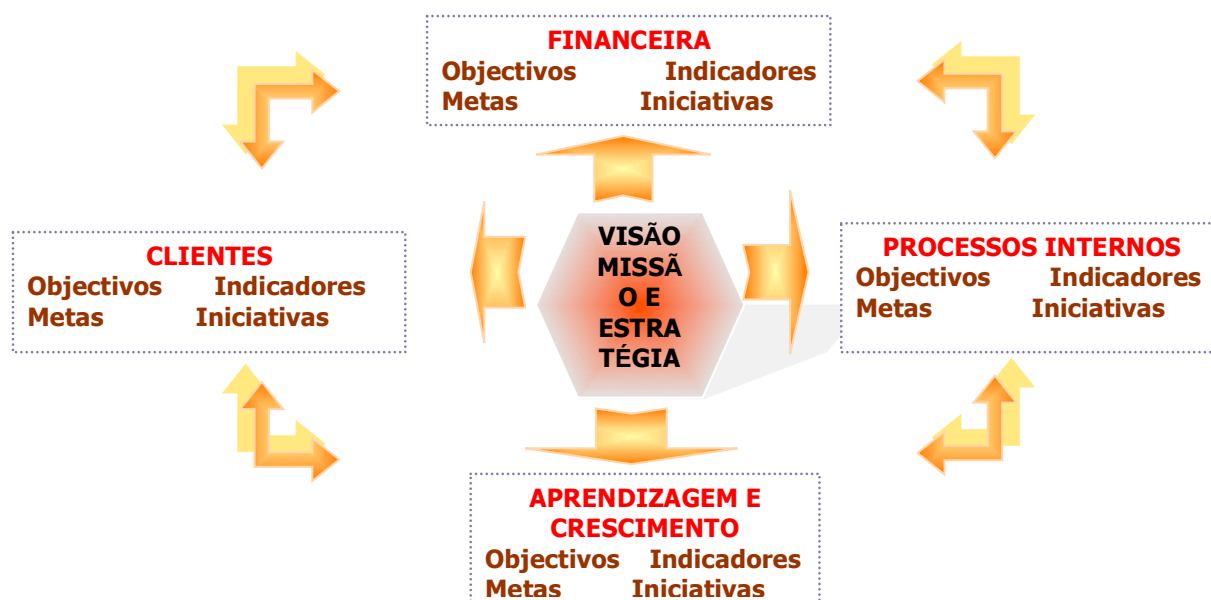 FINANCEIRA
Objectivos Indicadores
Metas Iniciativas
CLIENTES
Objectivos Indicadores
Metas Iniciativas
VISÃO
MISSÃ
O E
ESTRA
TÉGIA
PROCESSOS INTERNOS
Objectivos Indicadores
Metas Iniciativas
APRENDIZAGEM E
CRESCIMENTO
Objectivos Indicadores
Metas Iniciativas